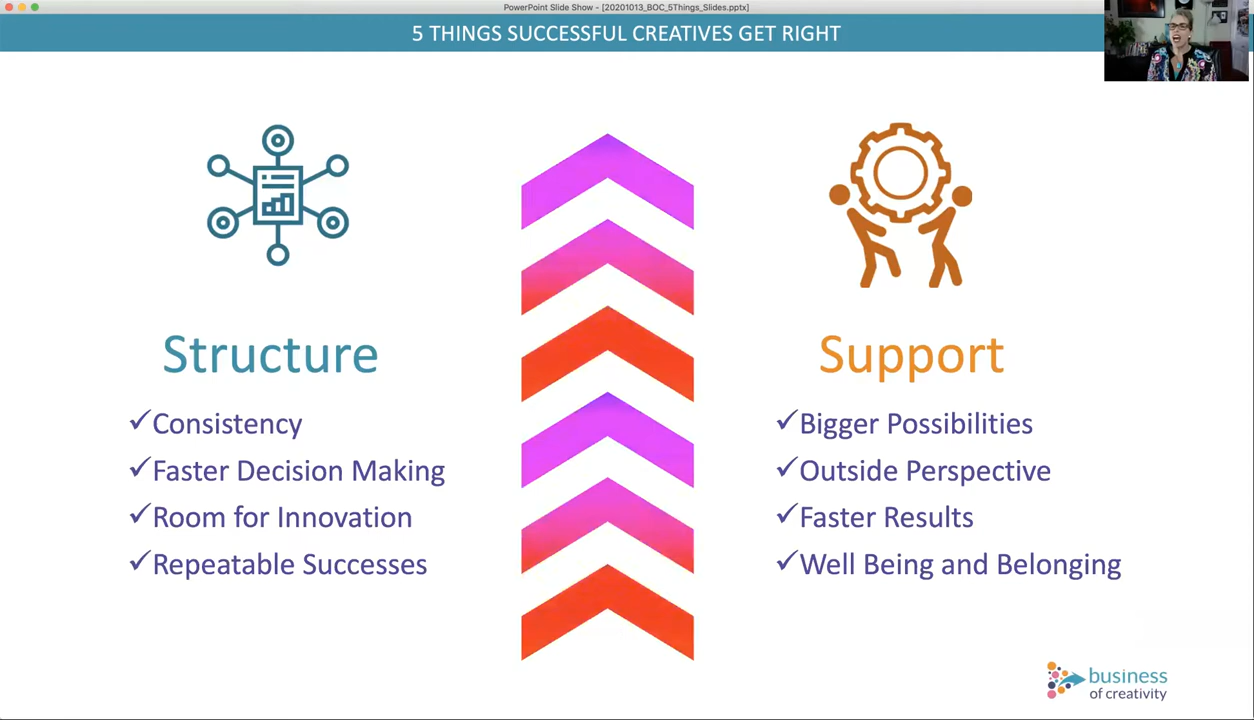 PowerPoint Slide Show - [20201013_BOC_5Things_Slides.pptx]
5 THINGS SUCCESSFUL CREATIVES GET RIGHT
Structure
✓Consistency
✓Faster Decision Making
✓Room for Innovation
✓Repeatable Successes
Support
✓Bigger Possibilities
✓Outside Perspective
✓Faster Results
✓Well Being and Belonging
business
of creativity